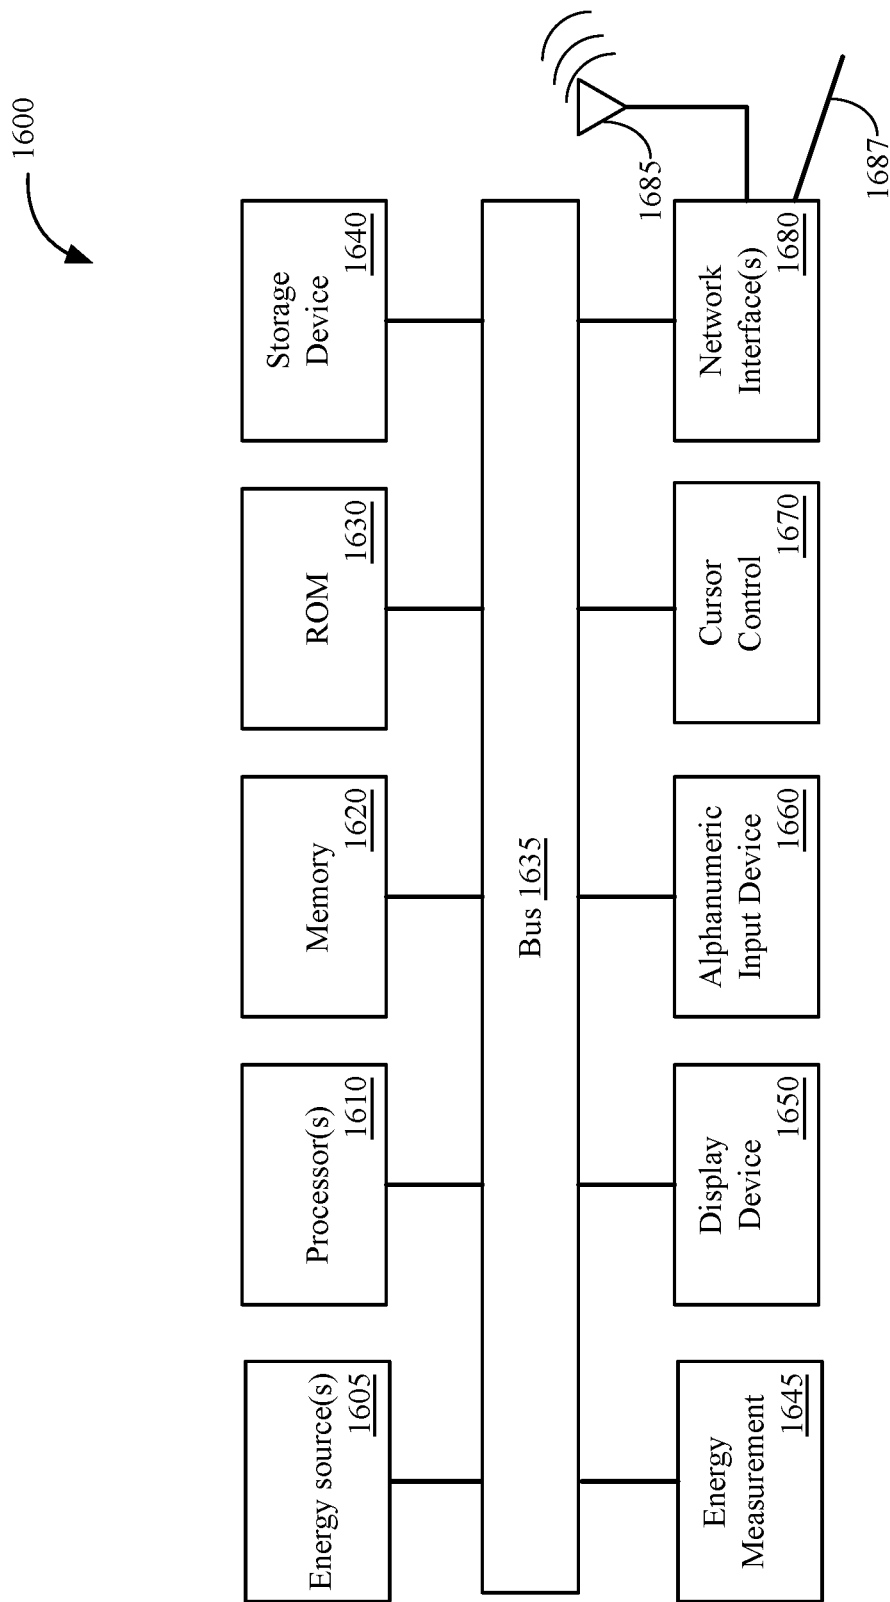 1600
Energy source(s)
1605
Processor(s)
1610
Memory
1620
ROM
1630
Storage
Device
1640
Bus 1635
Energy
Measurement
1645
Display
Device
1650
Alphanumeric
Input Device
1660
Cursor
Control
1670
Network
Interface(s)
1680
1685
1687